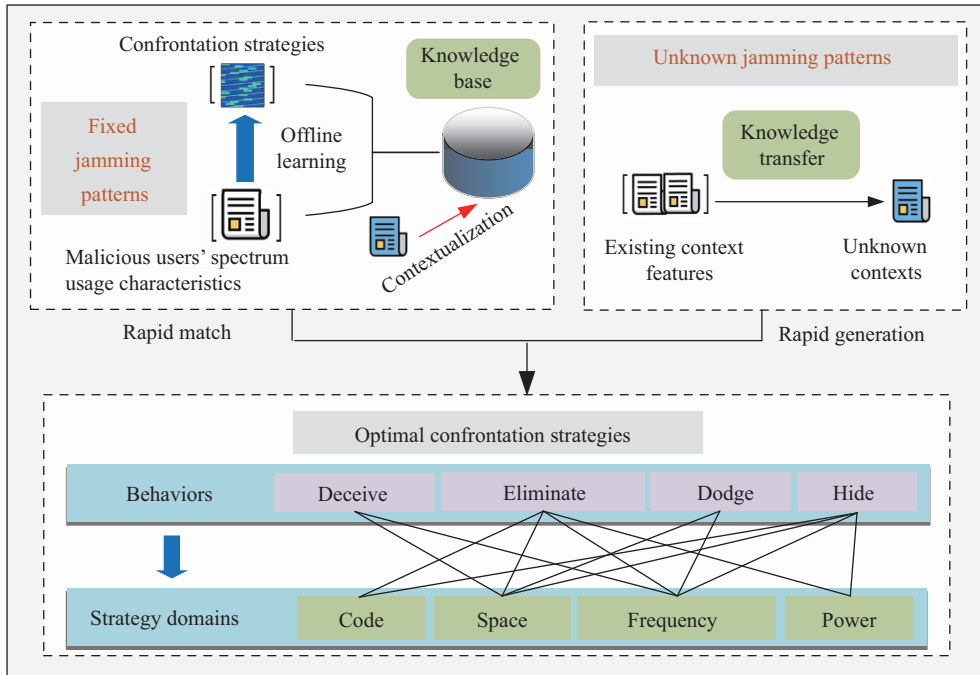 Confrontation strategies
Knowledge
base
Fixed
jamming
patterns
Offline
learning
Contextualization
Malicious users’ spectrum
usage characteristics
Rapid match
Unknown jamming patterns
Knowledge
transfer
Existing context
features
Unknown
contexts
Rapid generation
Optimal confrontation strategies
Behaviors
Deceive
Eliminate
Dodge
Hide
Strategy domains
Code
Space
Frequency
Power